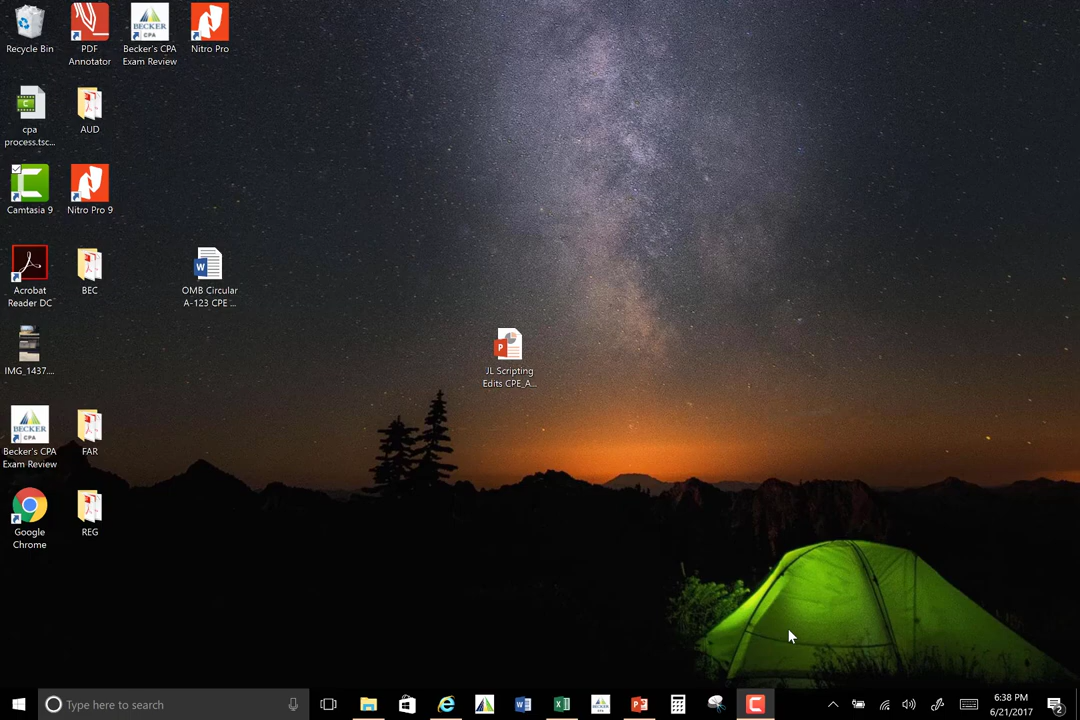 Recycle Bin
PDF
Annotator
BECKER
CPA
Becker's CPA
Exam Review
Nitro Pro
cpa
process.tsc...
AUD
Camtasia 9
Nitro Pro 9
Acrobat
Reader DC
BEC
OMB Circular
A-123 CPE ...
IMG_1437....
JL Scripting
Edits CPE_A...
BECKER
CPA
Becker's CPA
Exam Review
FAR
Google
Chrome
REG
Type here to search
6:38 PM
6/21/2017
2